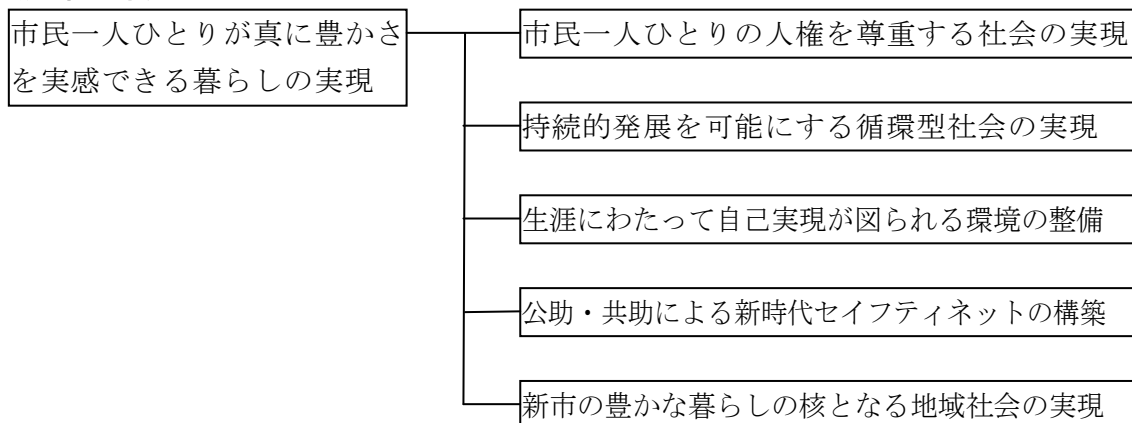 市民一人ひとりが真に豊かさ
を実感できる暮らしの実現
市民一人ひとりの人権を尊重する社会の実現
持続的発展を可能にする循環型社会の実現
生涯にわたって自己実現が図られる環境の整備
公助・共助による新時代セイフティネットの構築
新市の豊かな暮らしの核となる地域社会の実現